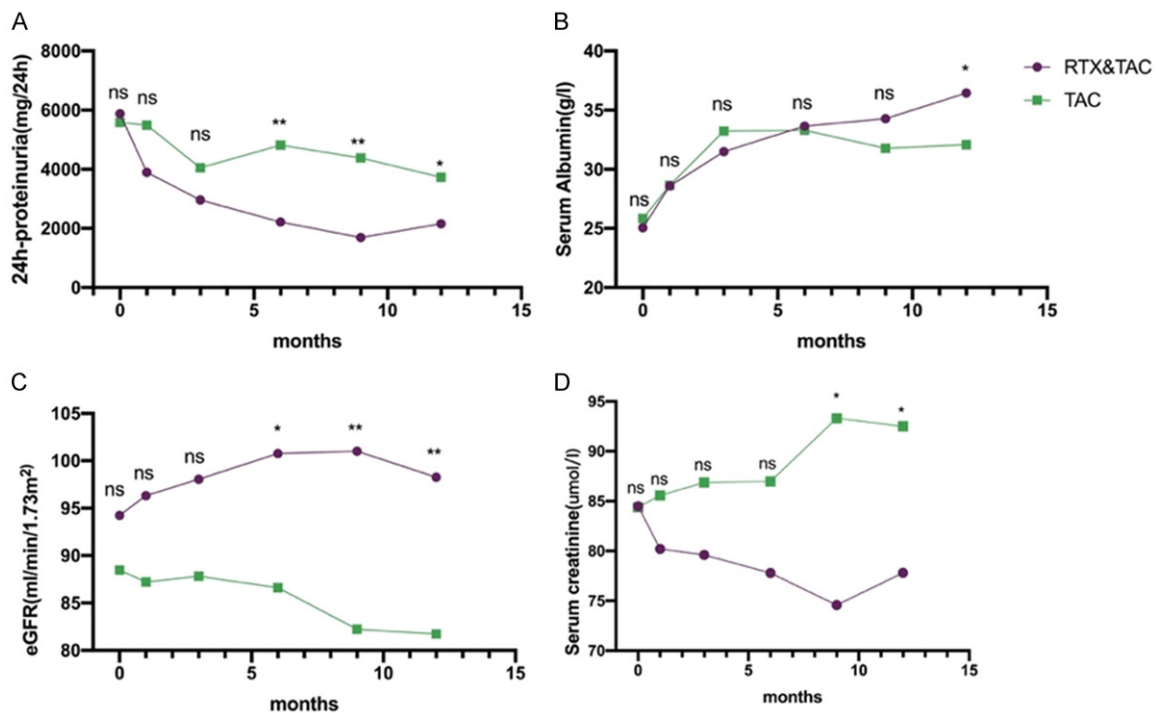 A
24h-proteinuria(mg/24h)
8000
6000
4000
2000
0
ns
ns
ns
**
**
*
0
5
10
15
months
B
Serum Albumin(g/l)
40
35
30
25
20
ns
ns
ns
ns
ns
*
0
5
10
15
months
RTX&TAC
TAC
C
eGFR(ml/min/1.73m²)
105
100
95
90
85
80
ns
ns
ns
*
**
**
0
5
10
15
months
D
Serum creatinine(umol/l)
95
90
85
80
75
70
ns
ns
ns
ns
*
*
0
5
10
15
months